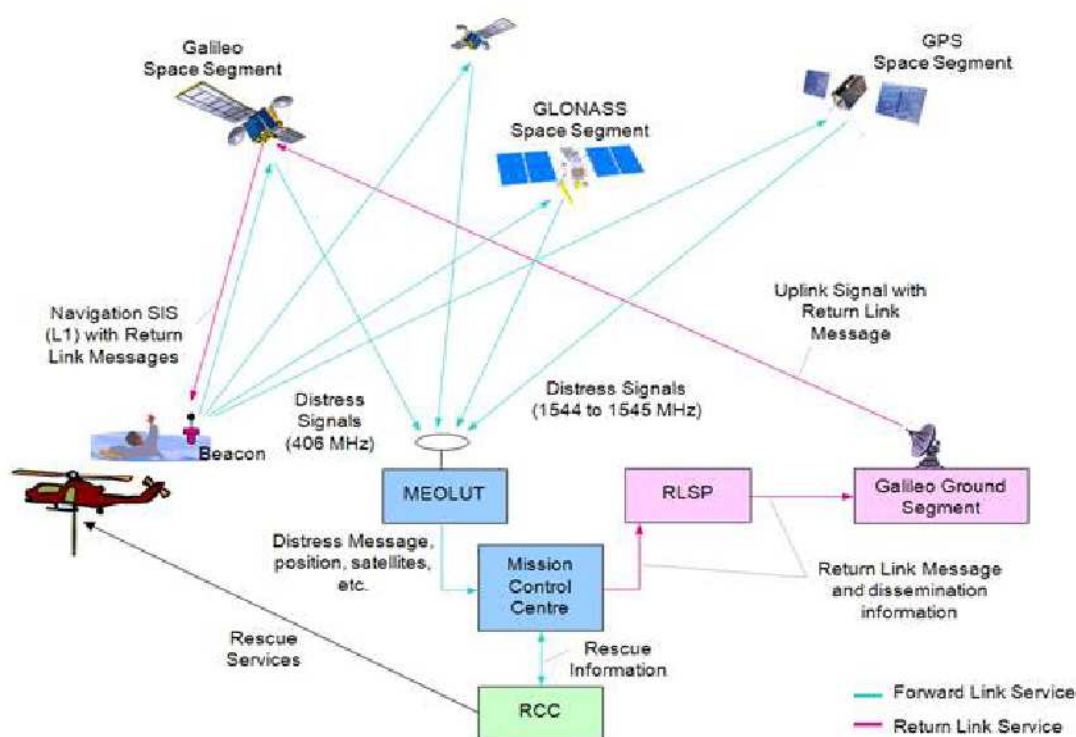 Galileo
Space Segment
GPS
Space Segment
GLONASS
Space Segment
Navigation SIS
(L1) with Return
Link Messages
Uplink Signal with
Return Link
Message
Distress
Signals
(406 MHz)
Distress Signals
(1544 to 1545 MHz)
Beacon
MEOLUT
RLSP
Galileo Ground
Segment
Distress Message,
position, satellites,
etc.
Mission
Control
Centre
Return Link Message
and dissemination
information
Rescue
Services
Rescue
Information
RCC
Forward Link Service
Return Link Service